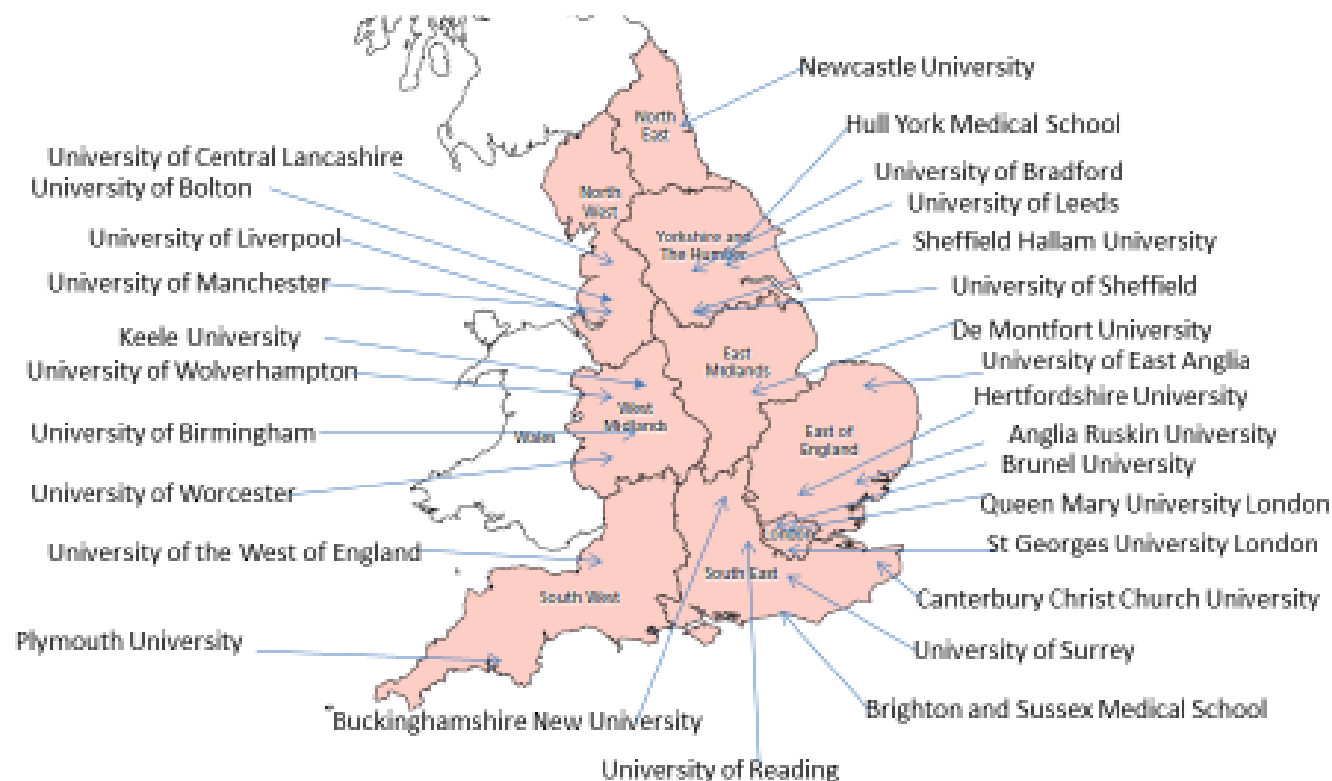 Newcastle University
North
East
Hull York Medical School
University of Central Lancashire
University of Bolton
University of Bradford
North
West
University of Leeds
University of Liverpool
Yorkshire and
The Humber
Sheffield Hallam University
University of Manchester
University of Sheffield
Keele University
De Montfort University
East
Midlands
University of East Anglia
University of Wolverhampton
Hertfordshire University
West
Midlands
University of Birmingham
Wales
East of
England
Anglia Ruskin University
Brunel University
University of Worcester
Queen Mary University London
London
St Georges University London
University of the West of England
South East
South West
Canterbury Christ Church University
Plymouth University
University of Surrey
Buckinghamshire New University
Brighton and Sussex Medical School
University of Reading